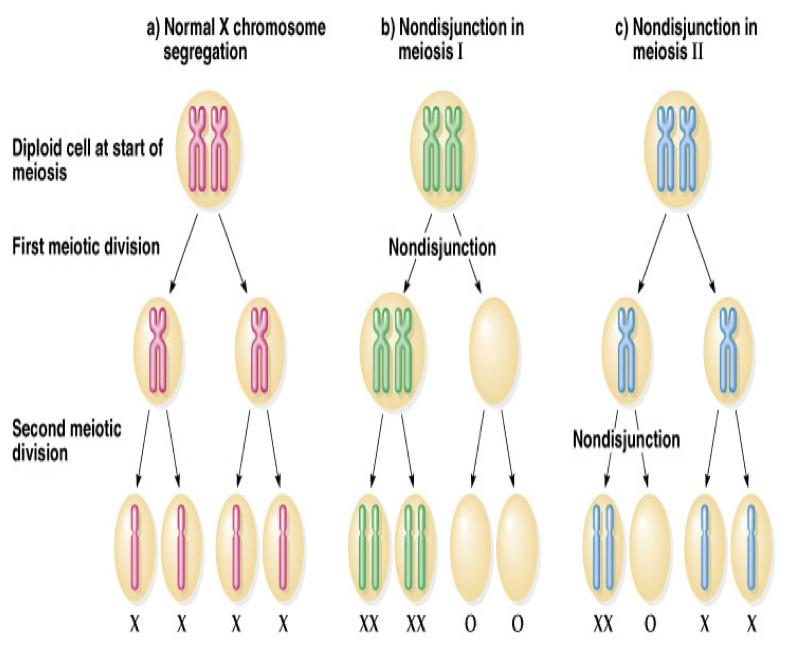 a) Normal X chromosome
segregation
b) Nondisjunction in
meiosis I
c) Nondisjunction in
meiosis II
Diploid cell at start of
meiosis
First meiotic division
Nondisjunction
Second meiotic
division
Nondisjunction
X X X X
XX XX O O
XX O X X